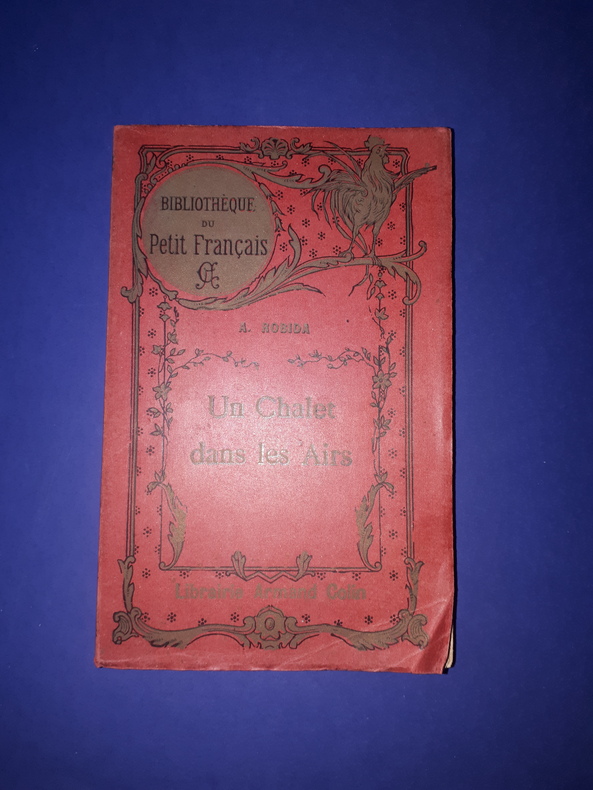 BIBLIOTHÈQUE
DU
Petit Français
A. ROBIDA
Un Chalet
dans les Airs
Librairie Armand Colin